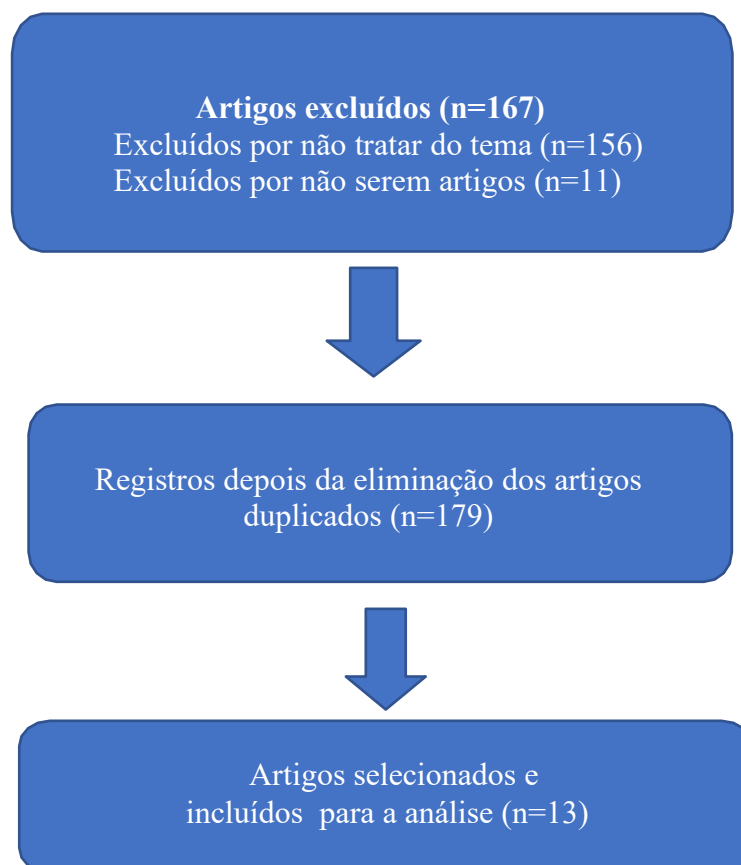 Artigos excluídos (n=167)
Excluídos por não tratar do tema (n=156)
Excluídos por não serem artigos (n=11)
Registros depois da eliminação dos artigos
duplicados (n=179)
Artigos selecionados e
incluídos para a análise (n=13)